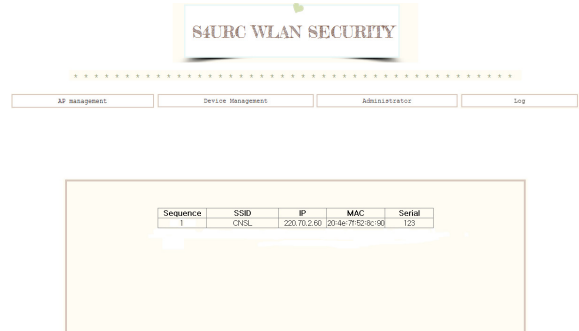 S4URC WLAN SECURITY
AP management Device Management Administrator Log
Sequence SSID IP MAC Serial
1 CNSL 220.70.2.60 20:4e:7f:52:8c:90 123